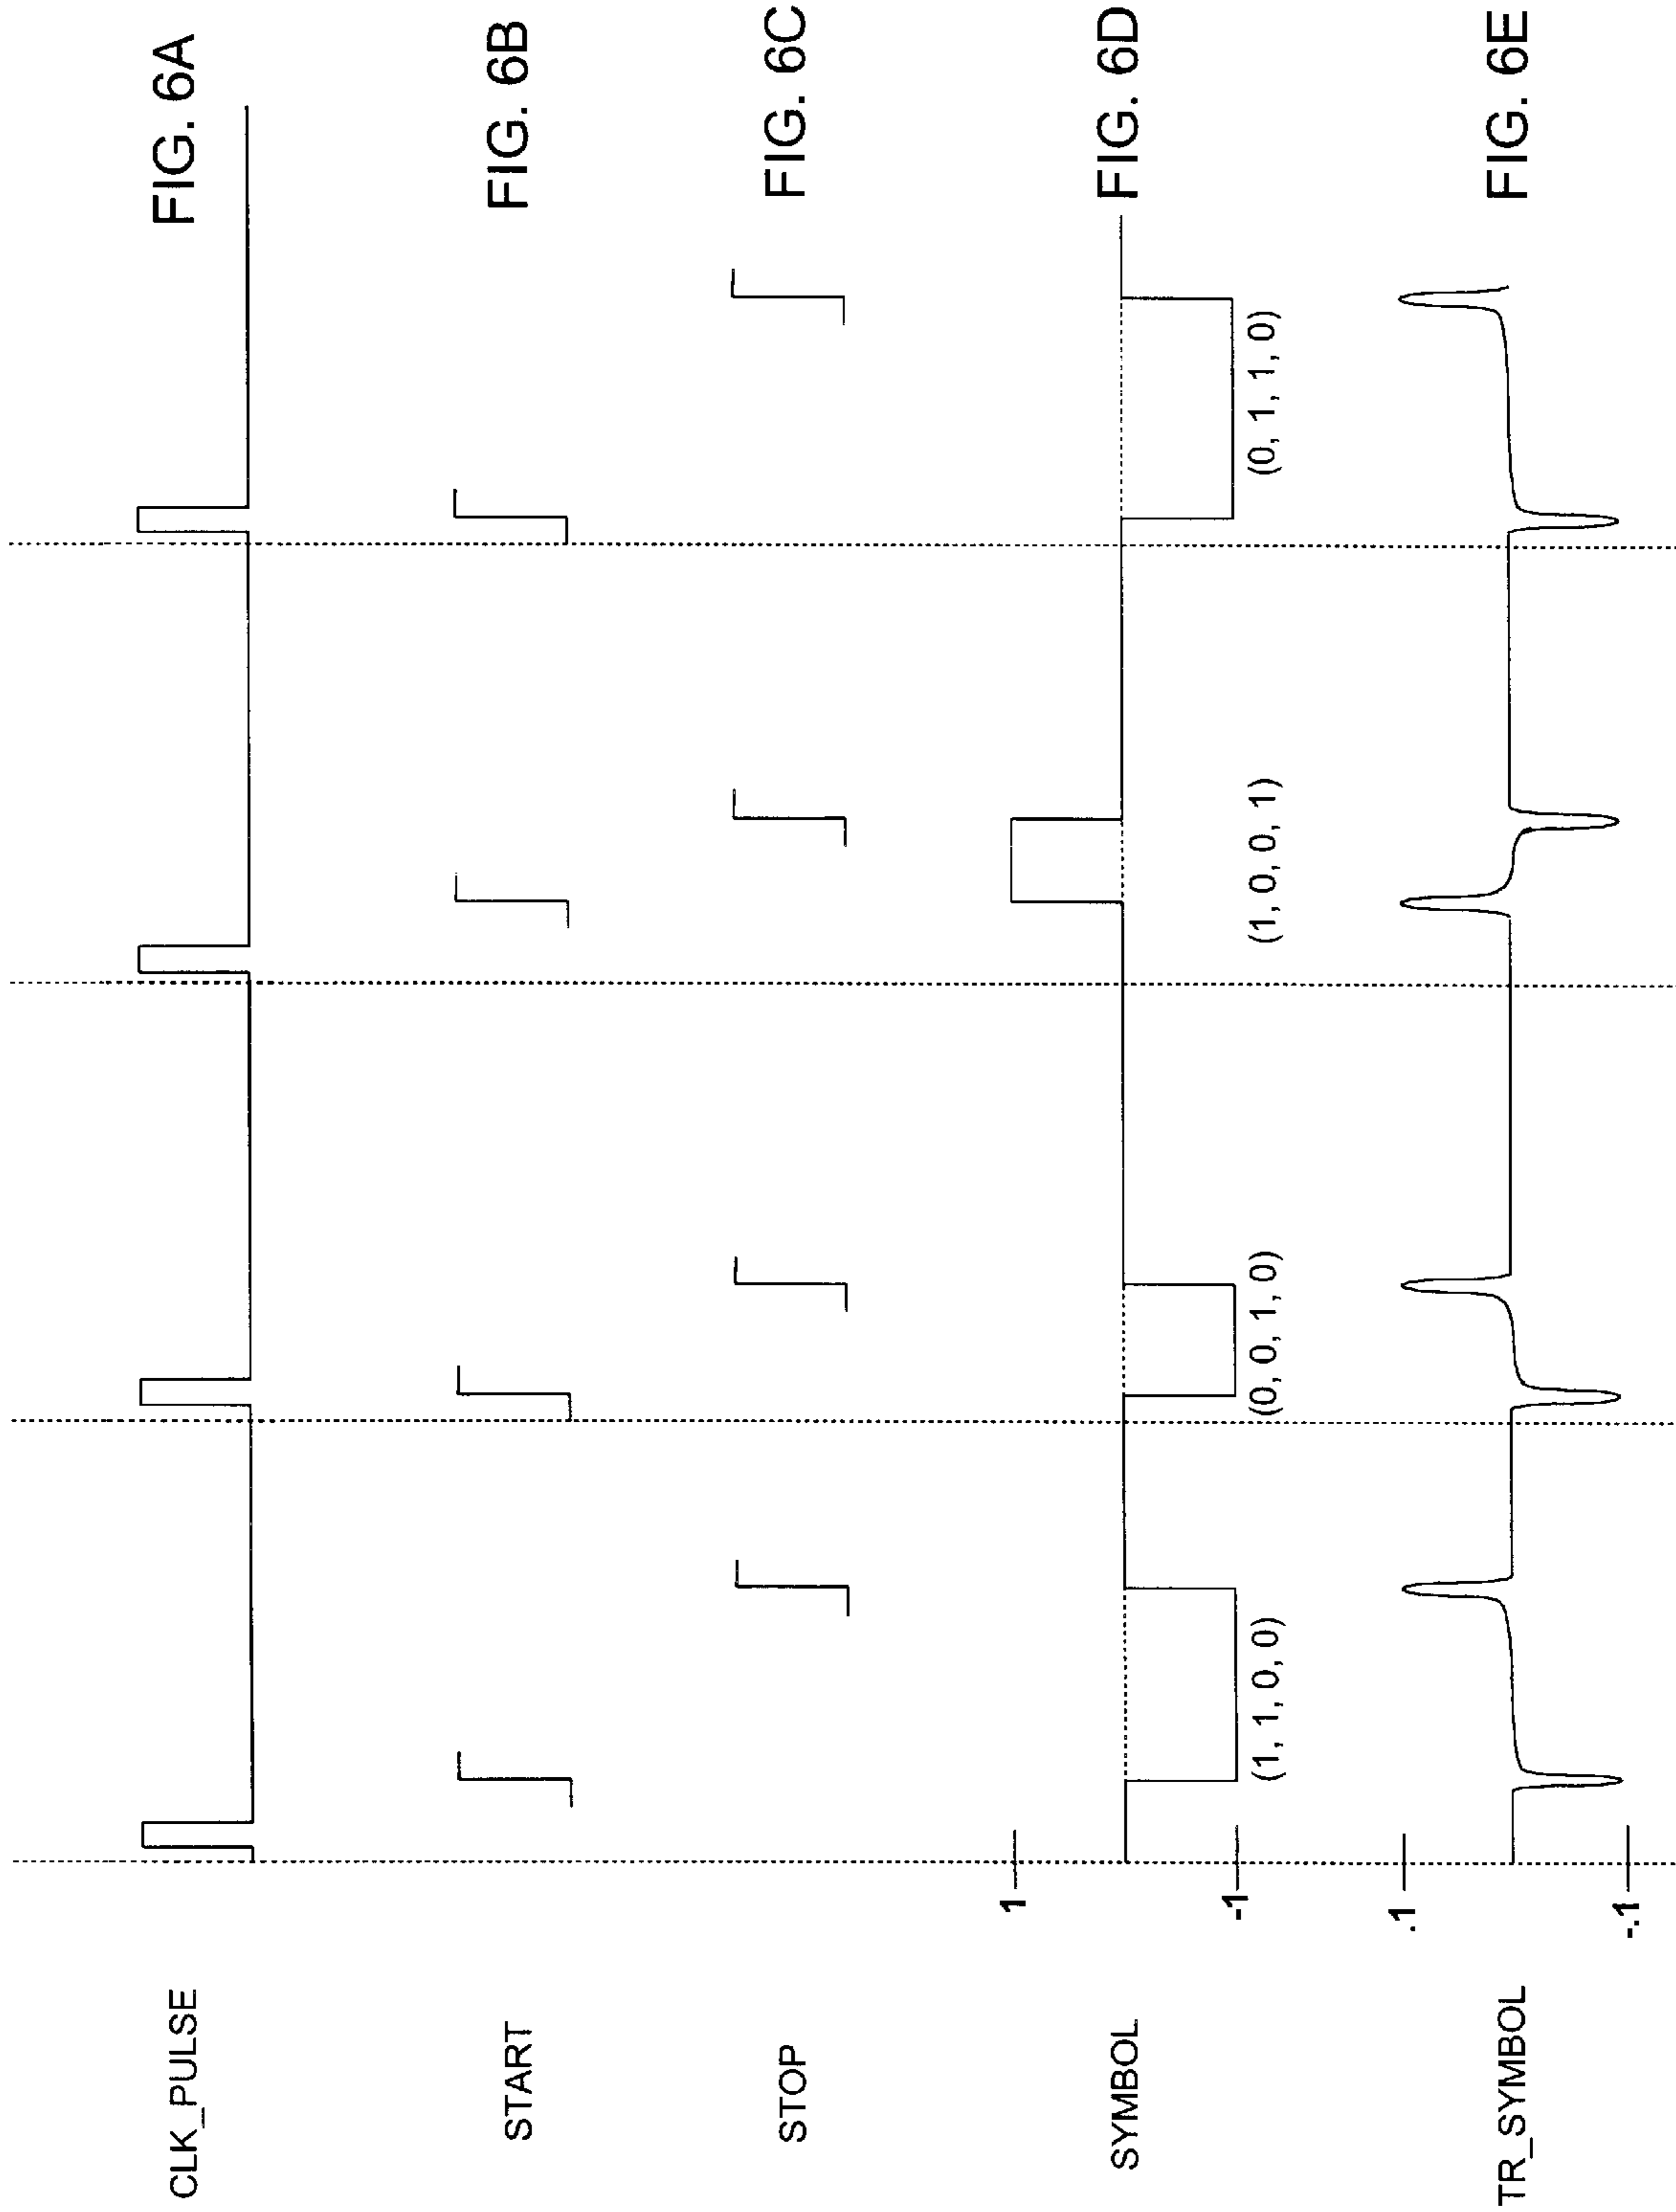 CLK_PULSE
FIG. 6A
START
FIG. 6B
STOP
FIG. 6C
SYMBOL
1
-1
(1, 1, 0, 0)
(0, 0, 1, 0)
(1, 0, 0, 1)
(0, 1, 1, 0)
FIG. 6D
TR_SYMBOL
.1
-.1
FIG. 6E